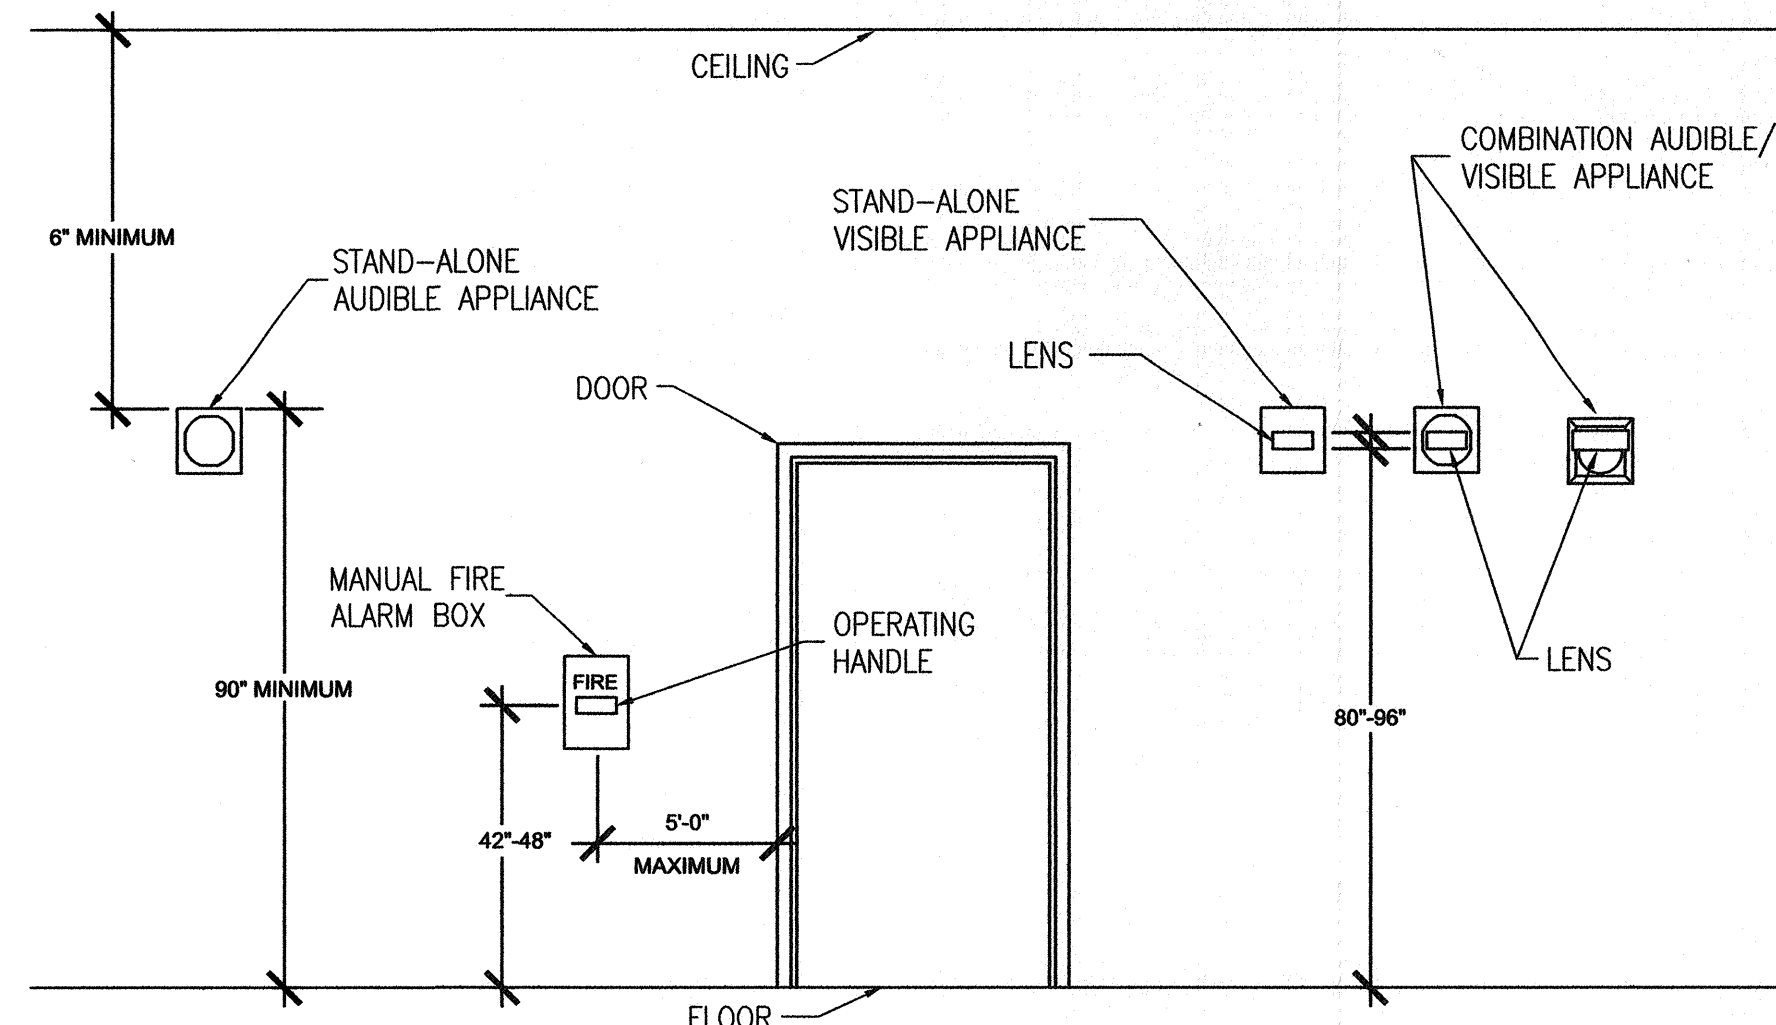 CEILING
COMBINATION AUDIBLE/
VISIBLE APPLIANCE
STAND-ALONE
VISIBLE APPLIANCE
6" MINIMUM
STAND-ALONE
AUDIBLE APPLIANCE
LENS
DOOR
MANUAL FIRE
ALARM BOX
OPERATING
HANDLE
LENS
FIRE
90" MINIMUM
80"-96"
5'-0"
42"-48"
MAXIMUM
FLOOR